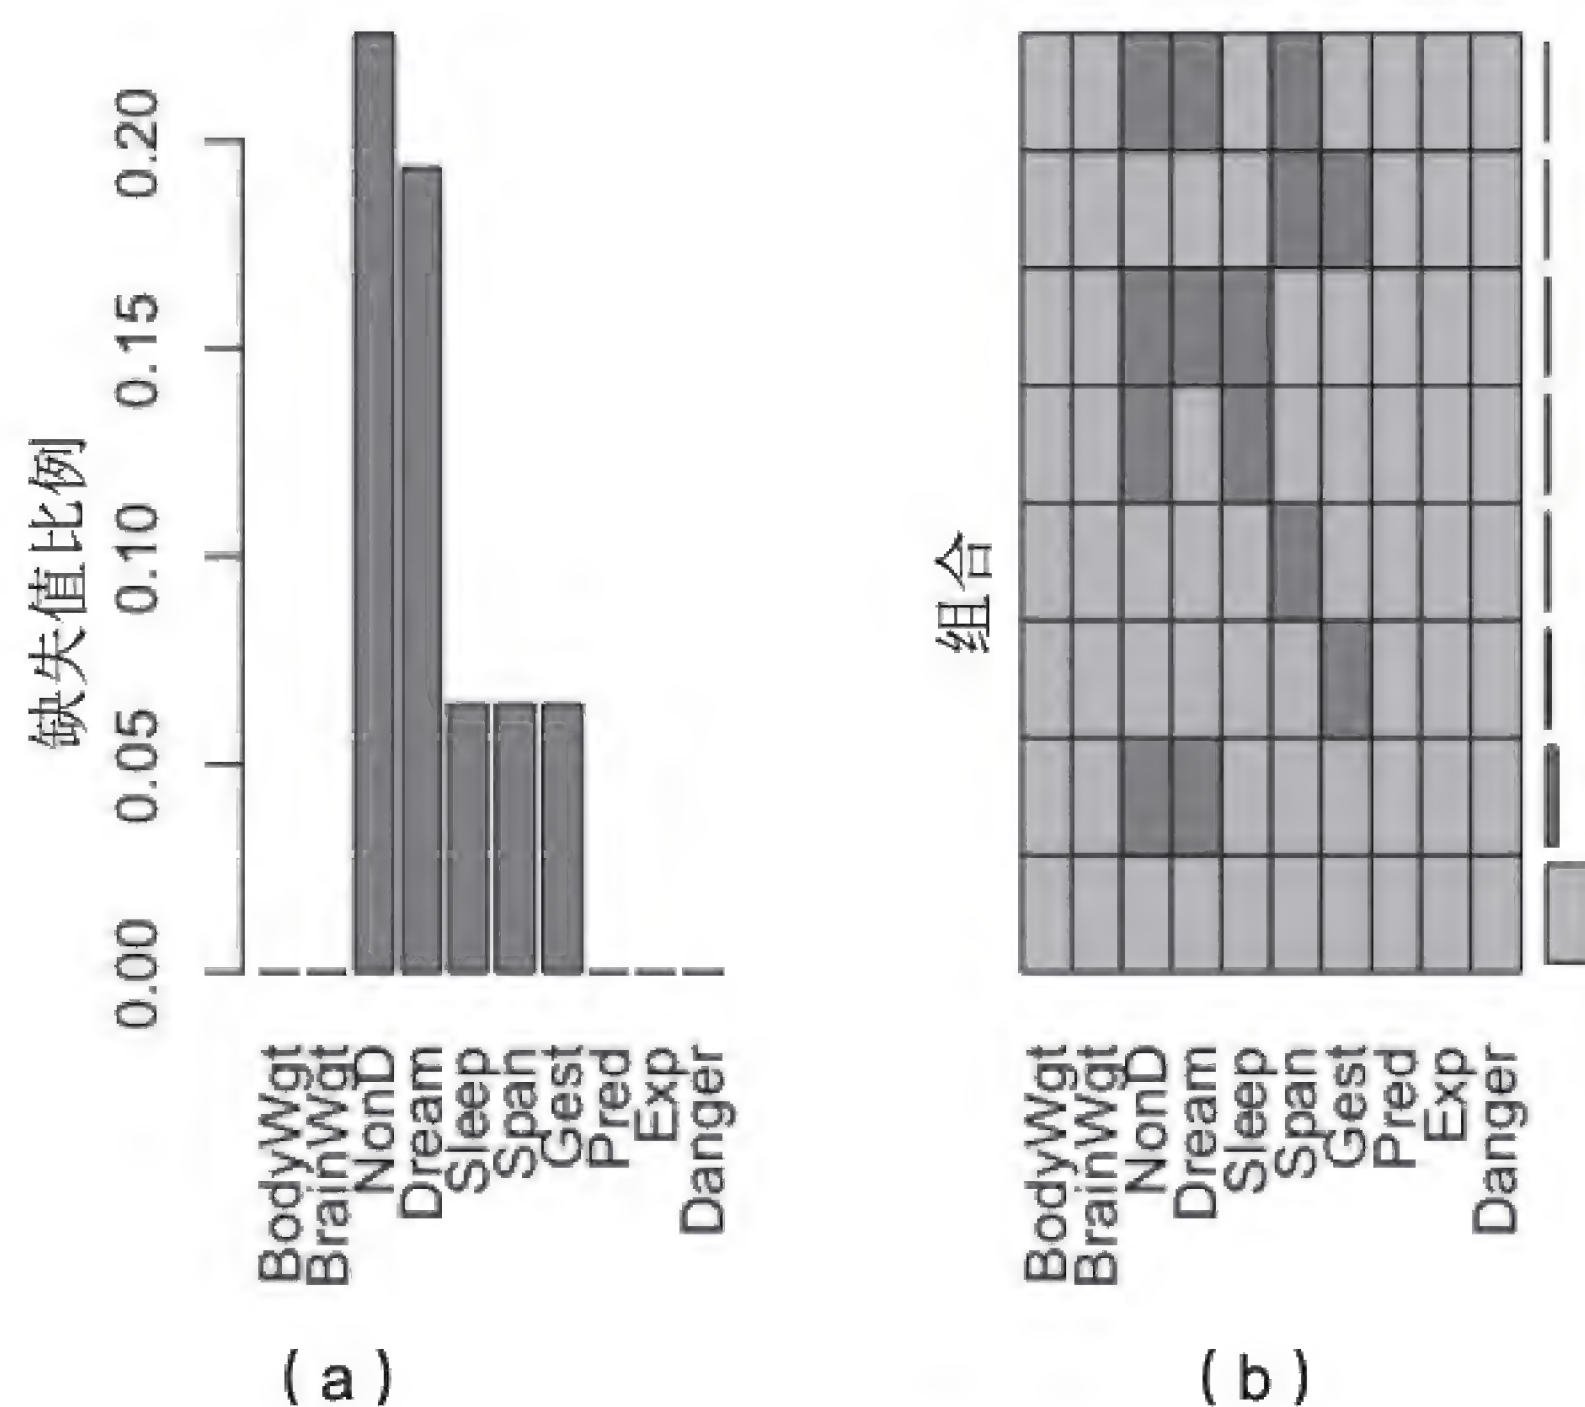 缺失值比例
0.20
0.15
0.10
0.05
0.00
BodyWgt
BrainWgt
NonD
Dream
Sleep
Span
Gest
Pred
Exp
Danger
(a)
组合
BodyWgt
BrainWgt
NonD
Dream
Sleep
Span
Gest
Pred
Exp
Danger
(b)